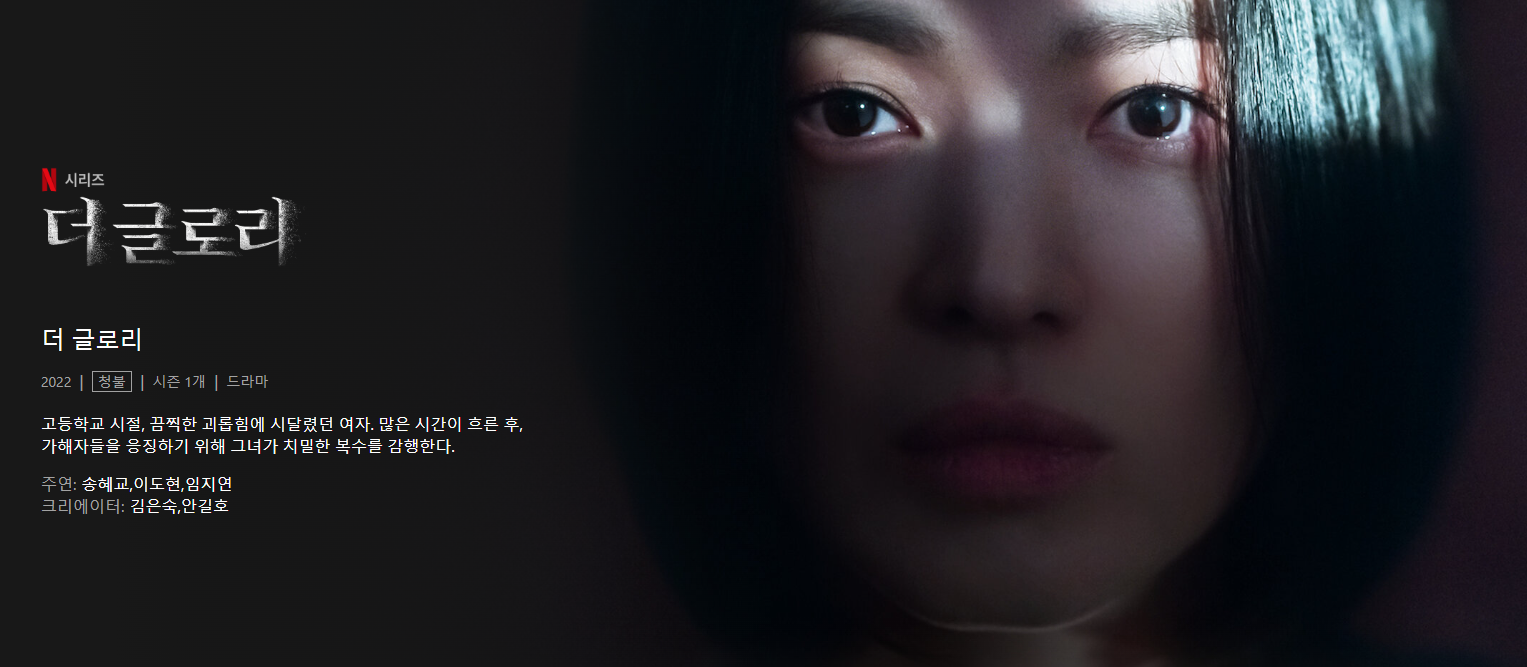 N 시리즈
더 글로리
더 글로리
2022 | 청불 | 시즌 1개 | 드라마
고등학교 시절, 끔찍한 괴롭힘에 시달렸던 여자. 많은 시간이 흐른 후,
가해자들을 응징하기 위해 그녀가 치밀한 복수를 감행한다.
주연: 송혜교,이도현,임지연
크리에이터: 김은숙,안길호